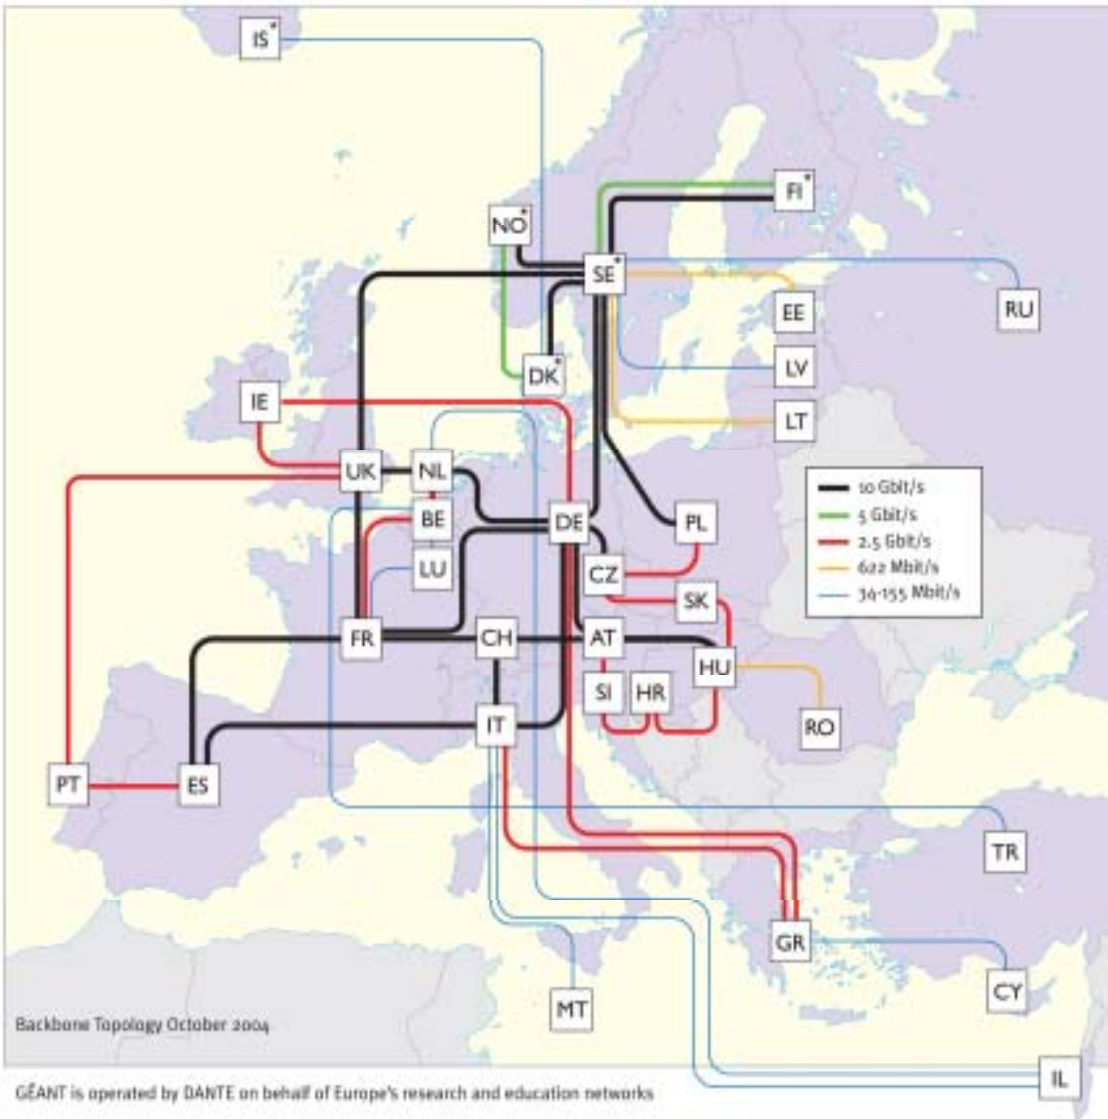 IS*
FI*
NO*
SE*
RU
EE
DK*
LV
IE
LT
UK
NL
10 Gbit/s
5 Gbit/s
2.5 Gbit/s
622 Mbit/s
34-155 Mbit/s
BE
DE
PL
LU
CZ
SK
FR
CH
AT
HU
SI
HR
IT
RO
PT
ES
TR
GR
CY
MT
Backbone Topology October 2004
IL
GÉANT is operated by DANTE on behalf of Europe's research and education networks